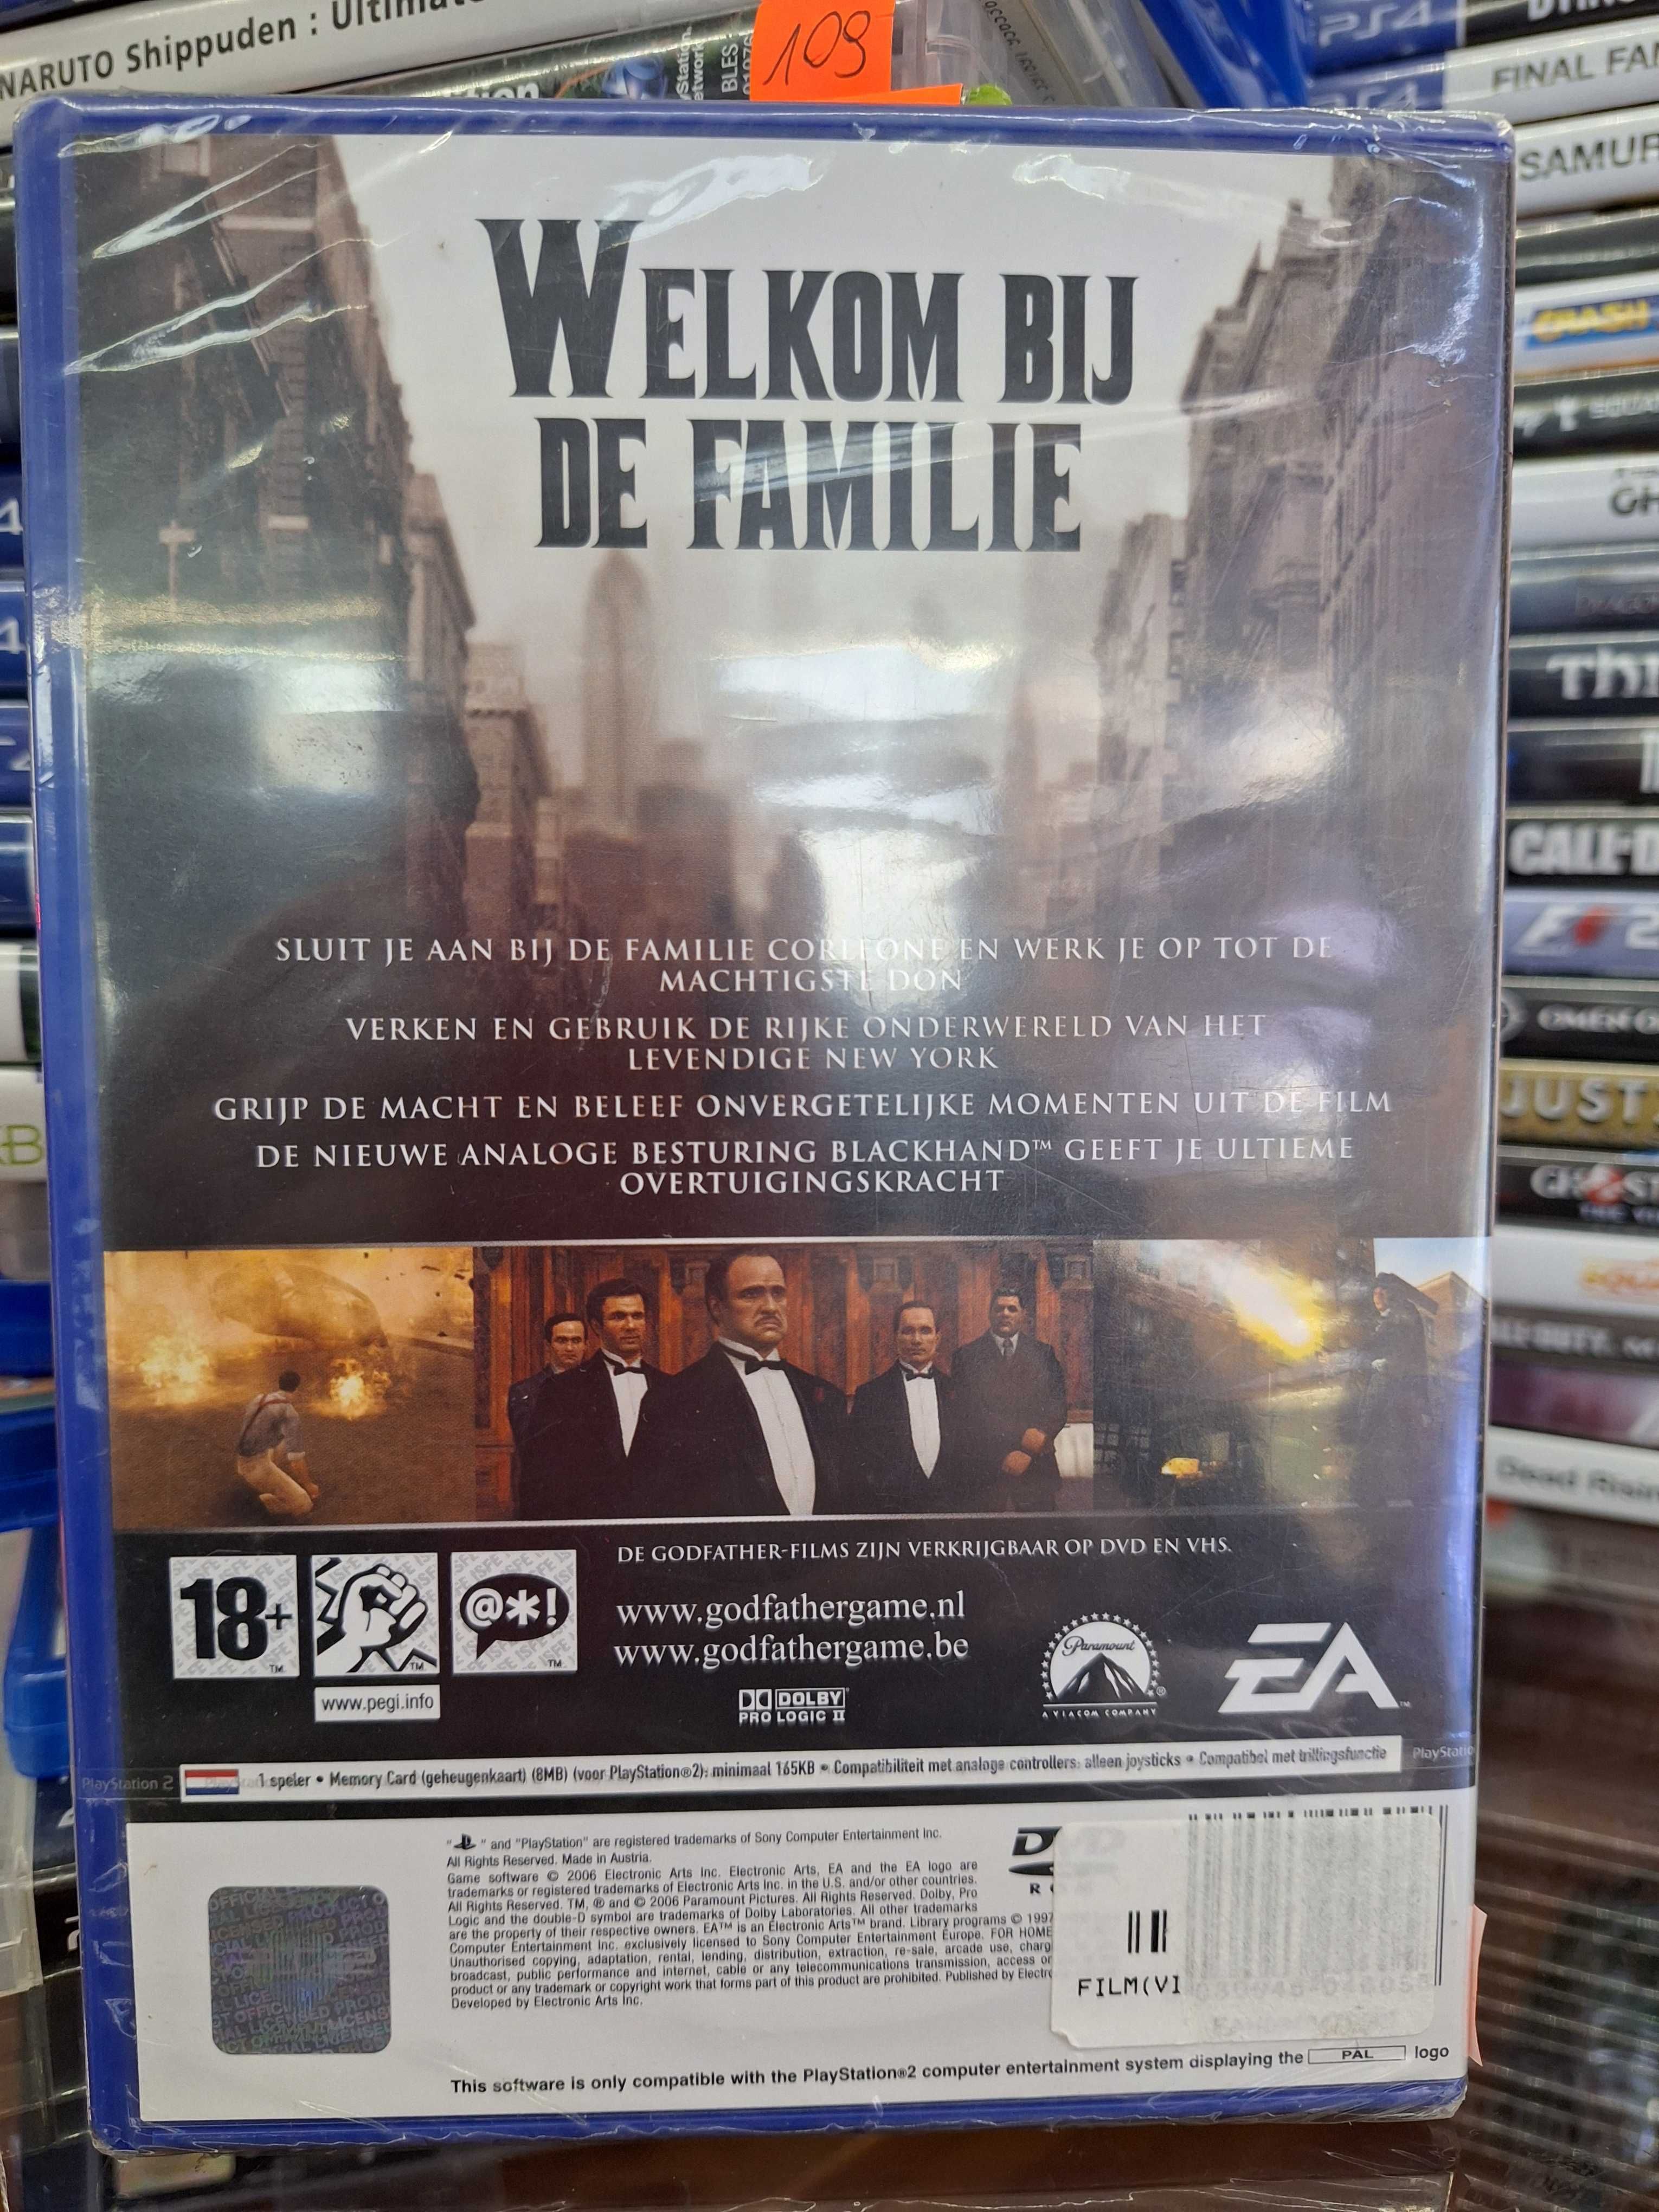 NARUTO Shippuden :
109
PS4
PS4
FINAL
BLES
WELKOM BIJ
DE FAMILIE
SLUIT JE AAN BIJ DE FAMILIE CORLEONE EN WERK JE OP TOT DE
MACHTIGSTE DON
VERKEN EN GEBRUIK DE RIJKE ONDERWERELD VAN HET
LEVENDIGE NEW YORK
GRIJP DE MACHT EN BELEEF ONVERGETELIJKE MOMENTEN UIT DE FILM
DE NIEUWE ANALOGE BESTURING BLACKHAND™ GEEFT JE ULTIEME
OVERTUIGINGSKRACHT
DE GODFATHER-FILMS ZIJN VERKRIJGBAAR OP DVD EN VHS.
18+
@*!
www.pegi.info
www.godfathergame.nl
www.godfathergame.be
DOLBY
PRO LOGIC II
Paramount
A VIACOM COMPANY
EA
PlayStation 2
1 speler • Memory Card (geheugenkaart) (8MB) (voor PlayStation®2): minimaal 165KB • Compatibiliteit met analoge controllers: alleen joysticks • Compatibel met trillingsfunctie
" " and "PlayStation" are registered trademarks of Sony Computer Entertainment Inc.
All Rights Reserved. Made in Austria.
Game software © 2006 Electronic Arts Inc. Electronic Arts, EA and the EA logo are
trademarks or registered trademarks of Electronic Arts Inc. in the U.S. and/or other countries.
All Rights Reserved. TM, ® and © 2006 Paramount Pictures. All Rights Reserved. Dolby, Pro
Logic and the double-D symbol are trademarks of Dolby Laboratories. All other trademarks
are the property of their respective owners. EA™ is an Electronic Arts™ brand. Library programs © 1997
Computer Entertainment Inc. exclusively licensed to Sony Computer Entertainment Europe. FOR HOME
Unauthorised copying, adaptation, rental, lending, distribution, extraction, re-sale, arcade use, charg
broadcast, public performance and internet, cable or any telecommunications transmission, access or
product or any trademark or copyright work that forms part of this product are prohibited. Published by Electr
Developed by Electronic Arts Inc.
FILM(VI
This software is only compatible with the PlayStation®2 computer entertainment system displaying the PAL logo